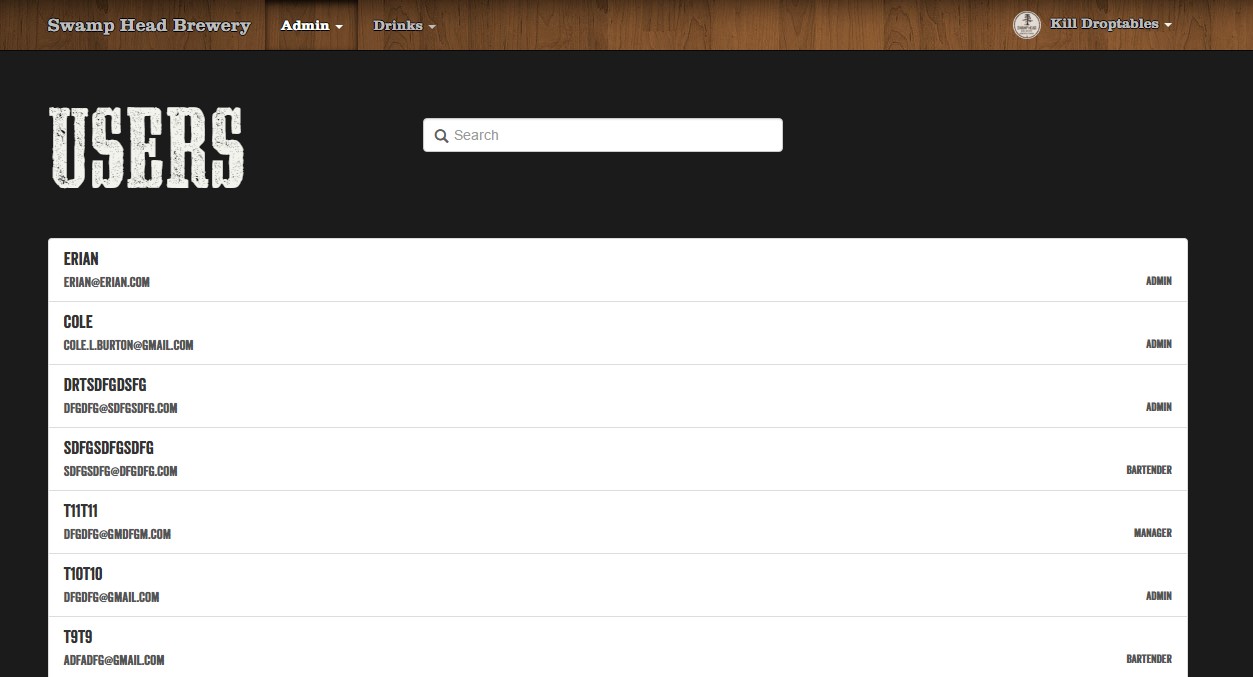 Swamp Head Brewery Admin Drinks Kill Droptables
USERS
Search
ERIAN
ERIAN@ERIAN.COM ADMIN
COLE
COLE.L.BURTON@GMAIL.COM ADMIN
DRTSDFGDSFG
DFGDFG@SDFGSDFG.COM ADMIN
SDFGSDFGSDFG
SDFGSDFG@DFGDFG.COM BARTENDER
T11T11
DFGDFG@GMDFGM.COM MANAGER
T10T10
DFGDFG@GMAIL.COM ADMIN
T9T9
ADFADFG@GMAIL.COM BARTENDER